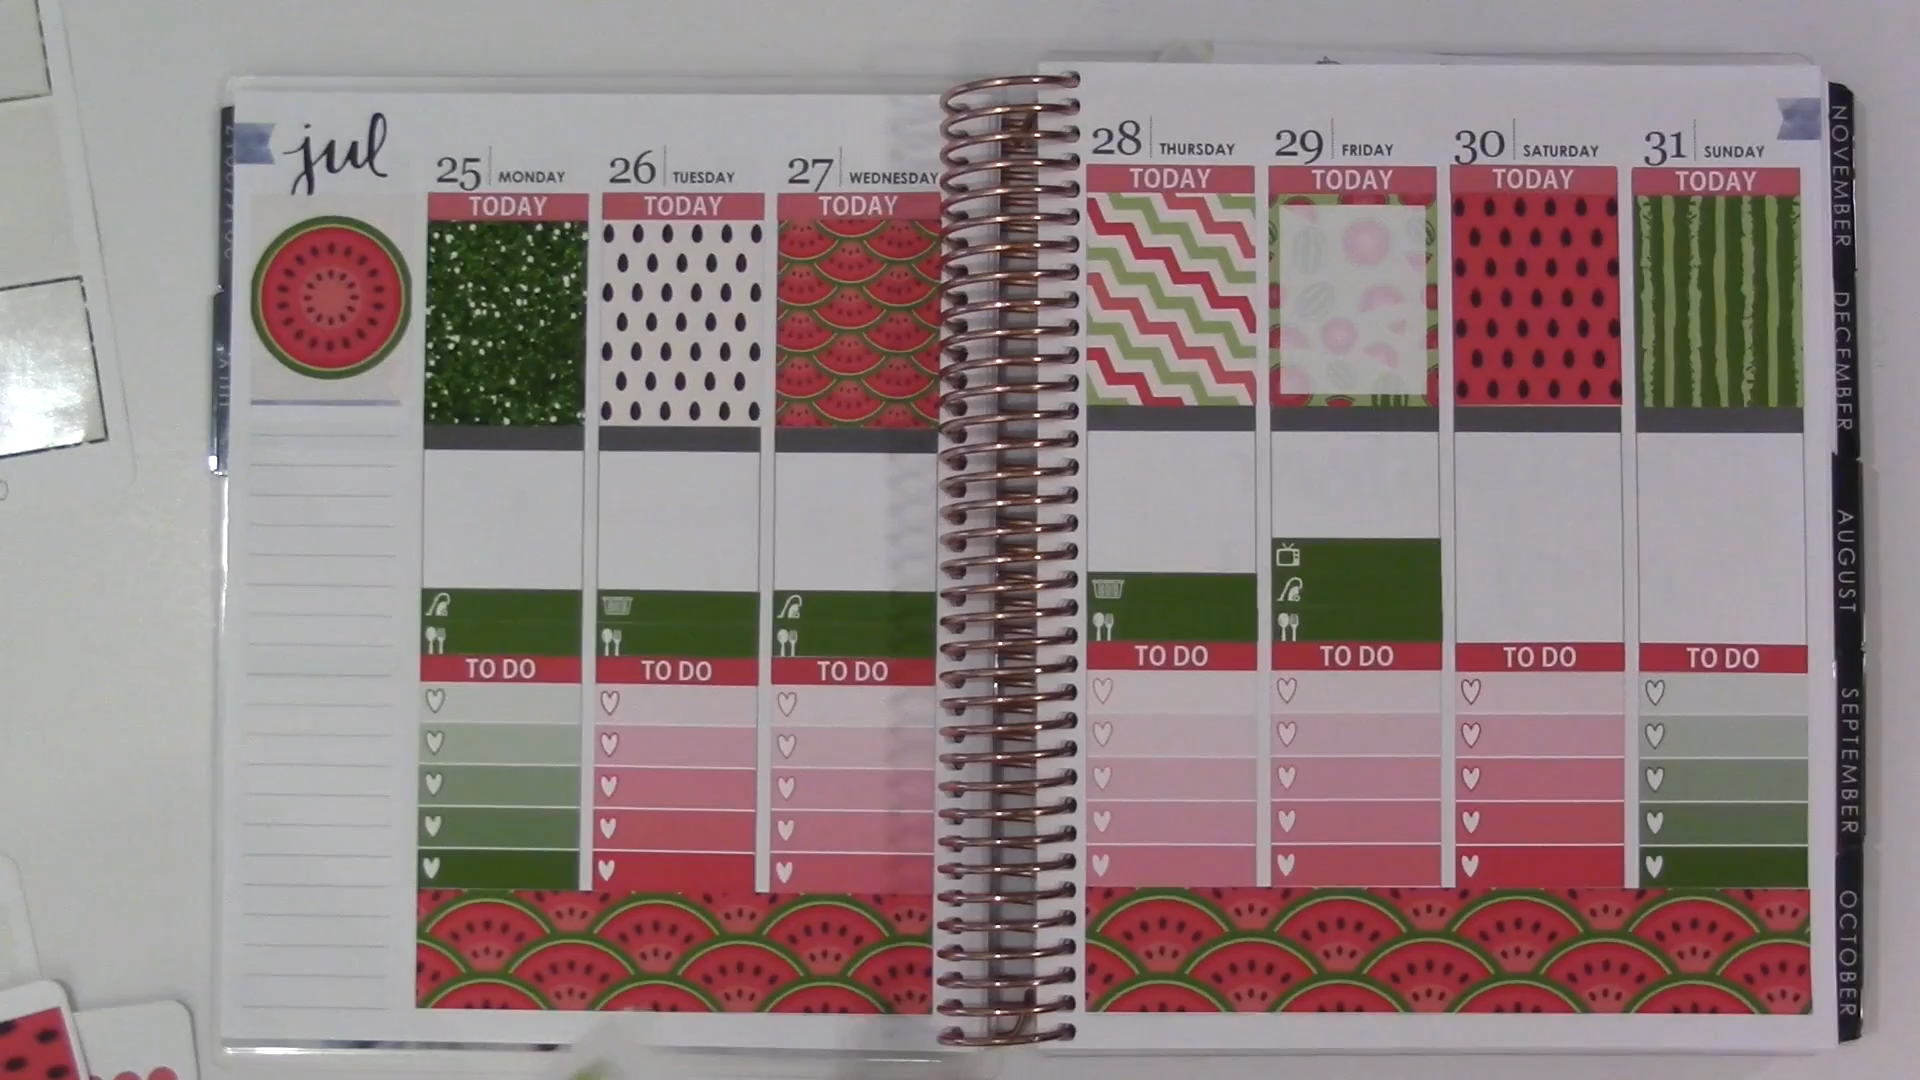 jul
25 MONDAY
26 TUESDAY
27 WEDNESDAY
28 THURSDAY
29 FRIDAY
30 SATURDAY
31 SUNDAY
TODAY
TODAY
TODAY
TODAY
TODAY
TODAY
TODAY
TO DO
TO DO
TO DO
TO DO
TO DO
TO DO
TO DO
NOVEMBER
DECEMBER
AUGUST
SEPTEMBER
OCTOBER